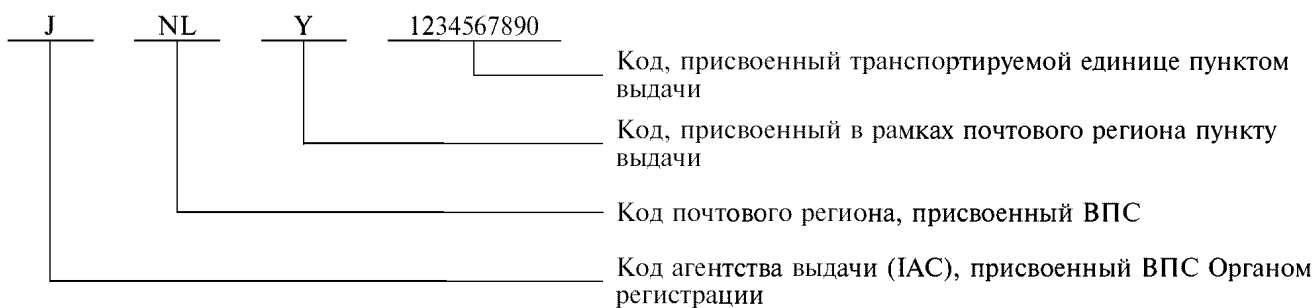 J NL Y 1234567890
Код, присвоенный транспортируемой единице пунктом
выдачи
Код, присвоенный в рамках почтового региона пункту
выдачи
Код почтового региона, присвоенный ВПС
Код агентства выдачи (IAC), присвоенный ВПС Органом
регистрации